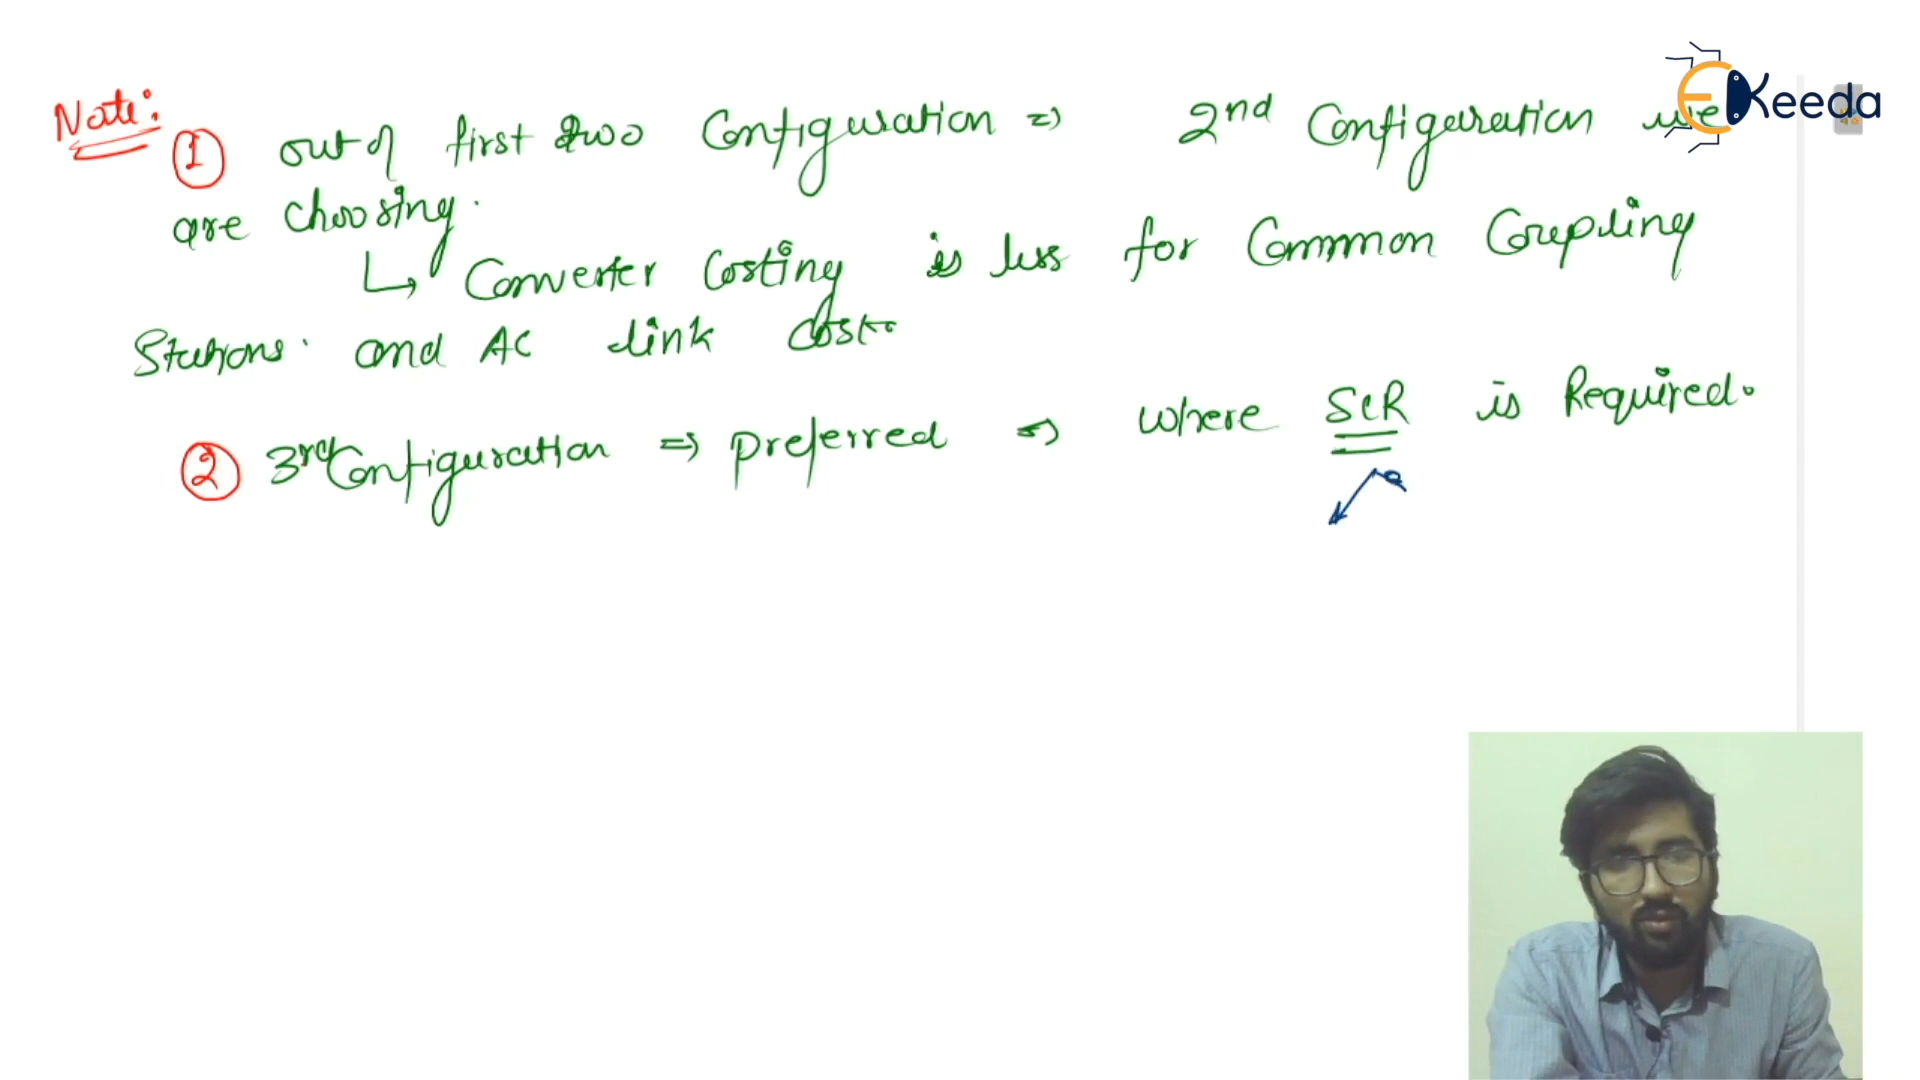 EKeeda
Note:
1 out of first two Configuration ⇒ 2nd Configuration we
are choosing.
↳ Converter Costing is less for Common Coupling
Stations. and AC link cost.
2 3rd Configuration ⇒ preferred ⇒ where SCR is Required.